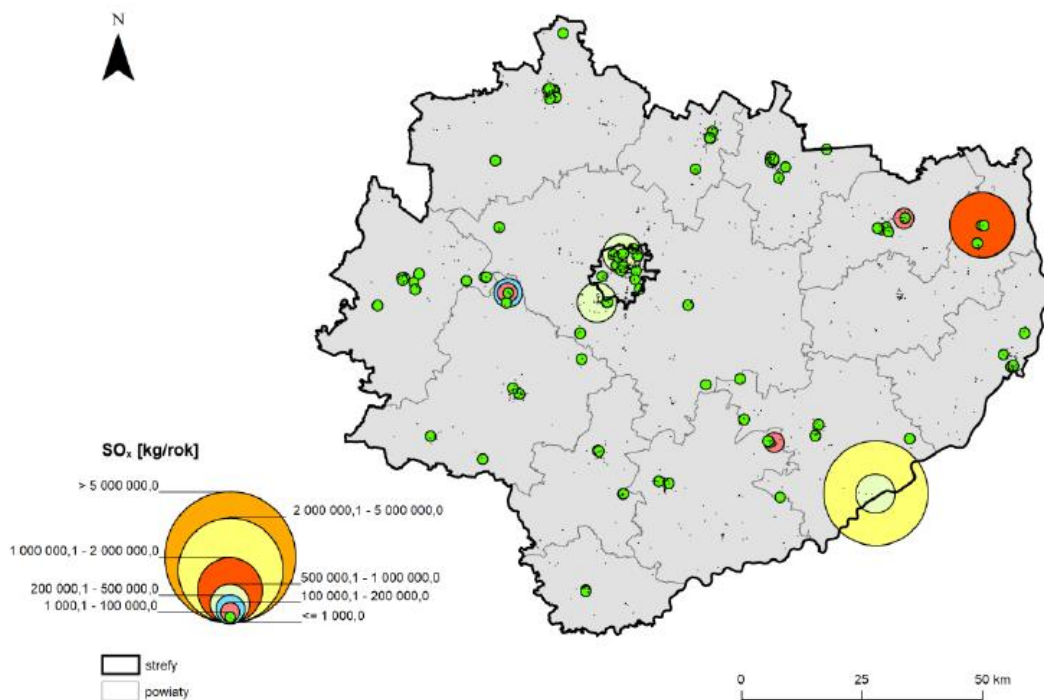 N
SOₓ [kg/rok]
> 5 000 000,0
2 000 000,1 - 5 000 000,0
1 000 000,1 - 2 000 000,0
500 000,1 - 1 000 000,0
200 000,1 - 500 000,0
100 000,1 - 200 000,0
1 000,1 - 100 000,0
<= 1 000,0
strefy
powiaty
0 25 50 km